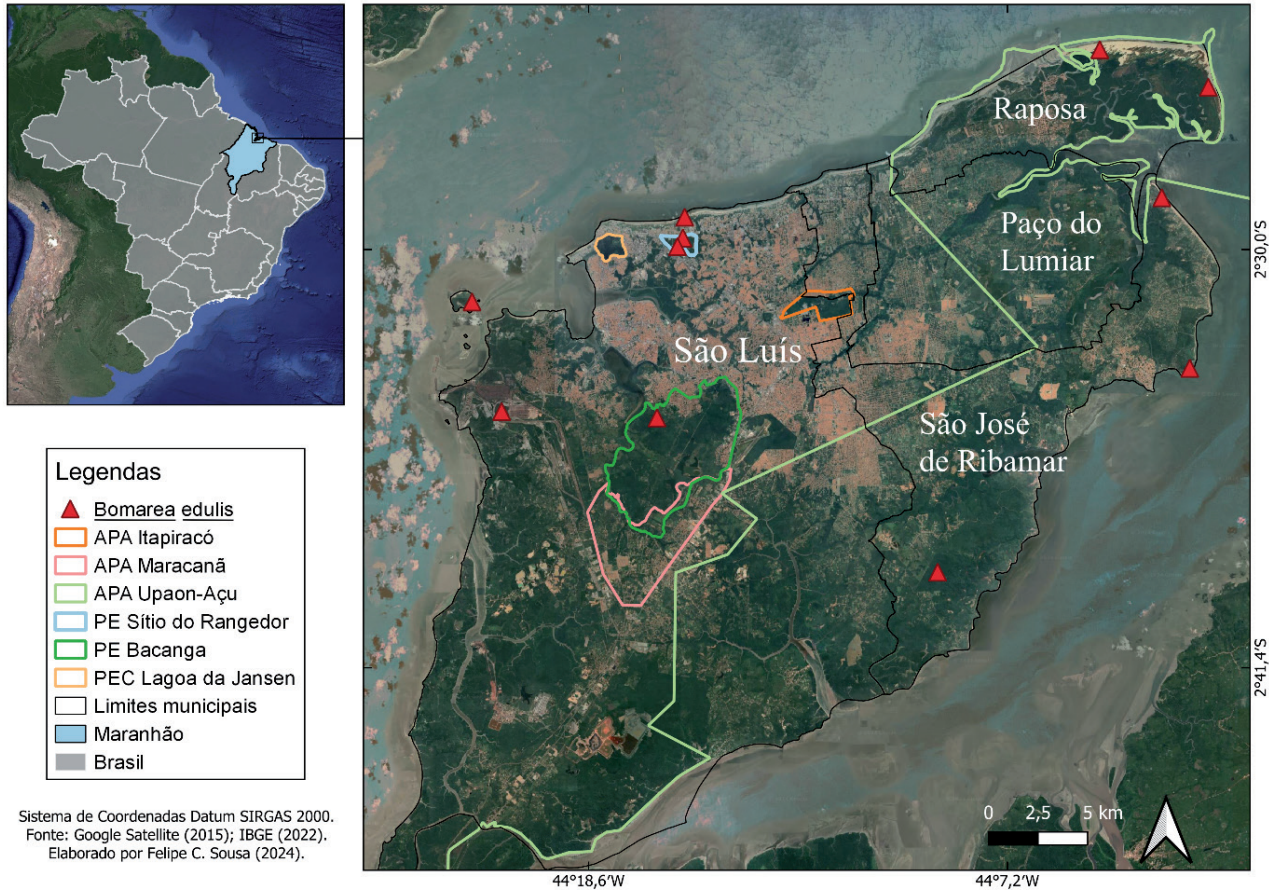 Raposa
Paço do
Lumiar
São Luís
São José
de Ribamar
2°30,0'S
2°41,4'S
44°18,6'W
44°7,2'W
0 2,5 5 km
Legendas
Bomarea edulis
APA Itapiracó
APA Maracanã
APA Upaon-Açu
PE Sítio do Rangedor
PE Bacanga
PEC Lagoa da Jansen
Limites municipais
Maranhão
Brasil
Sistema de Coordenadas Datum SIRGAS 2000.
Fonte: Google Satellite (2015); IBGE (2022).
Elaborado por Felipe C. Sousa (2024).